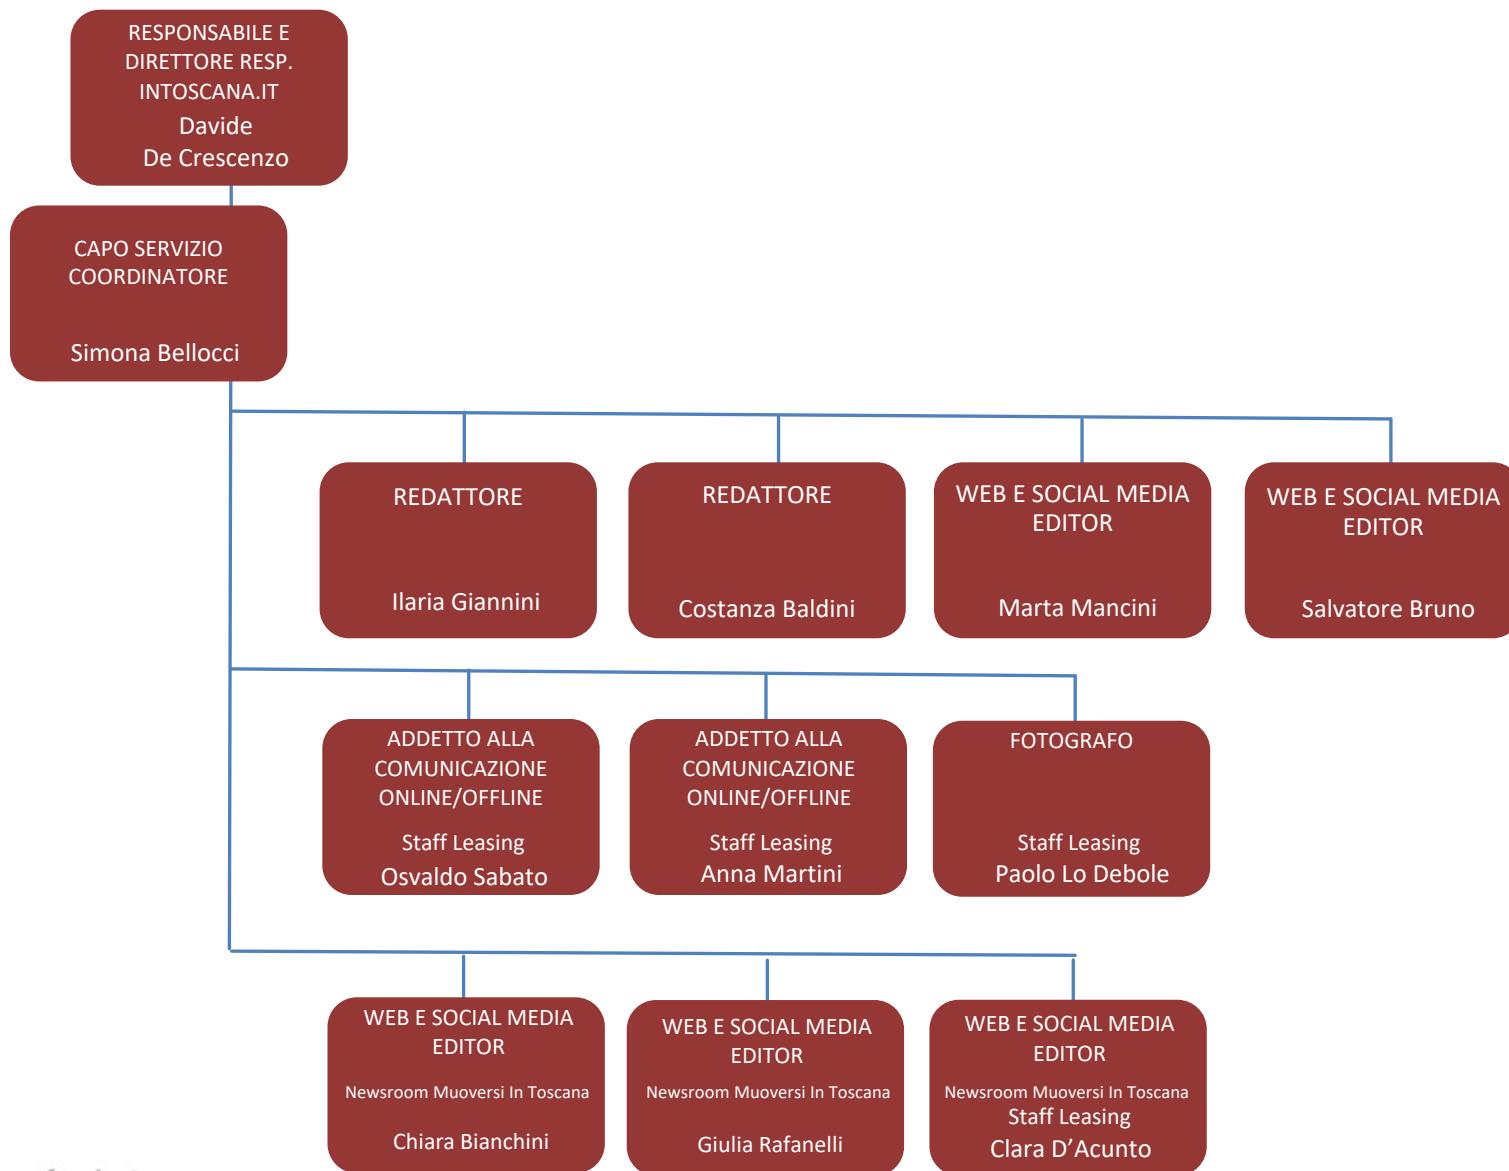 RESPONSABILE E
DIRETTORE RESP.
INTOSCANA.IT
Davide
De Crescenzo
CAPO SERVIZIO
COORDINATORE
Simona Bellocci
REDATTORE
Ilaria Giannini
REDATTORE
Costanza Baldini
WEB E SOCIAL MEDIA
EDITOR
Marta Mancini
WEB E SOCIAL MEDIA
EDITOR
Salvatore Bruno
ADDETTO ALLA
COMUNICAZIONE
ONLINE/OFFLINE
Staff Leasing
Osvaldo Sabato
ADDETTO ALLA
COMUNICAZIONE
ONLINE/OFFLINE
Staff Leasing
Anna Martini
FOTOGRAFO
Staff Leasing
Paolo Lo Debole
WEB E SOCIAL MEDIA
EDITOR
Newsroom Muoversi In Toscana
Chiara Bianchini
WEB E SOCIAL MEDIA
EDITOR
Newsroom Muoversi In Toscana
Giulia Rafanelli
WEB E SOCIAL MEDIA
EDITOR
Newsroom Muoversi In Toscana
Staff Leasing
Clara D’Acunto